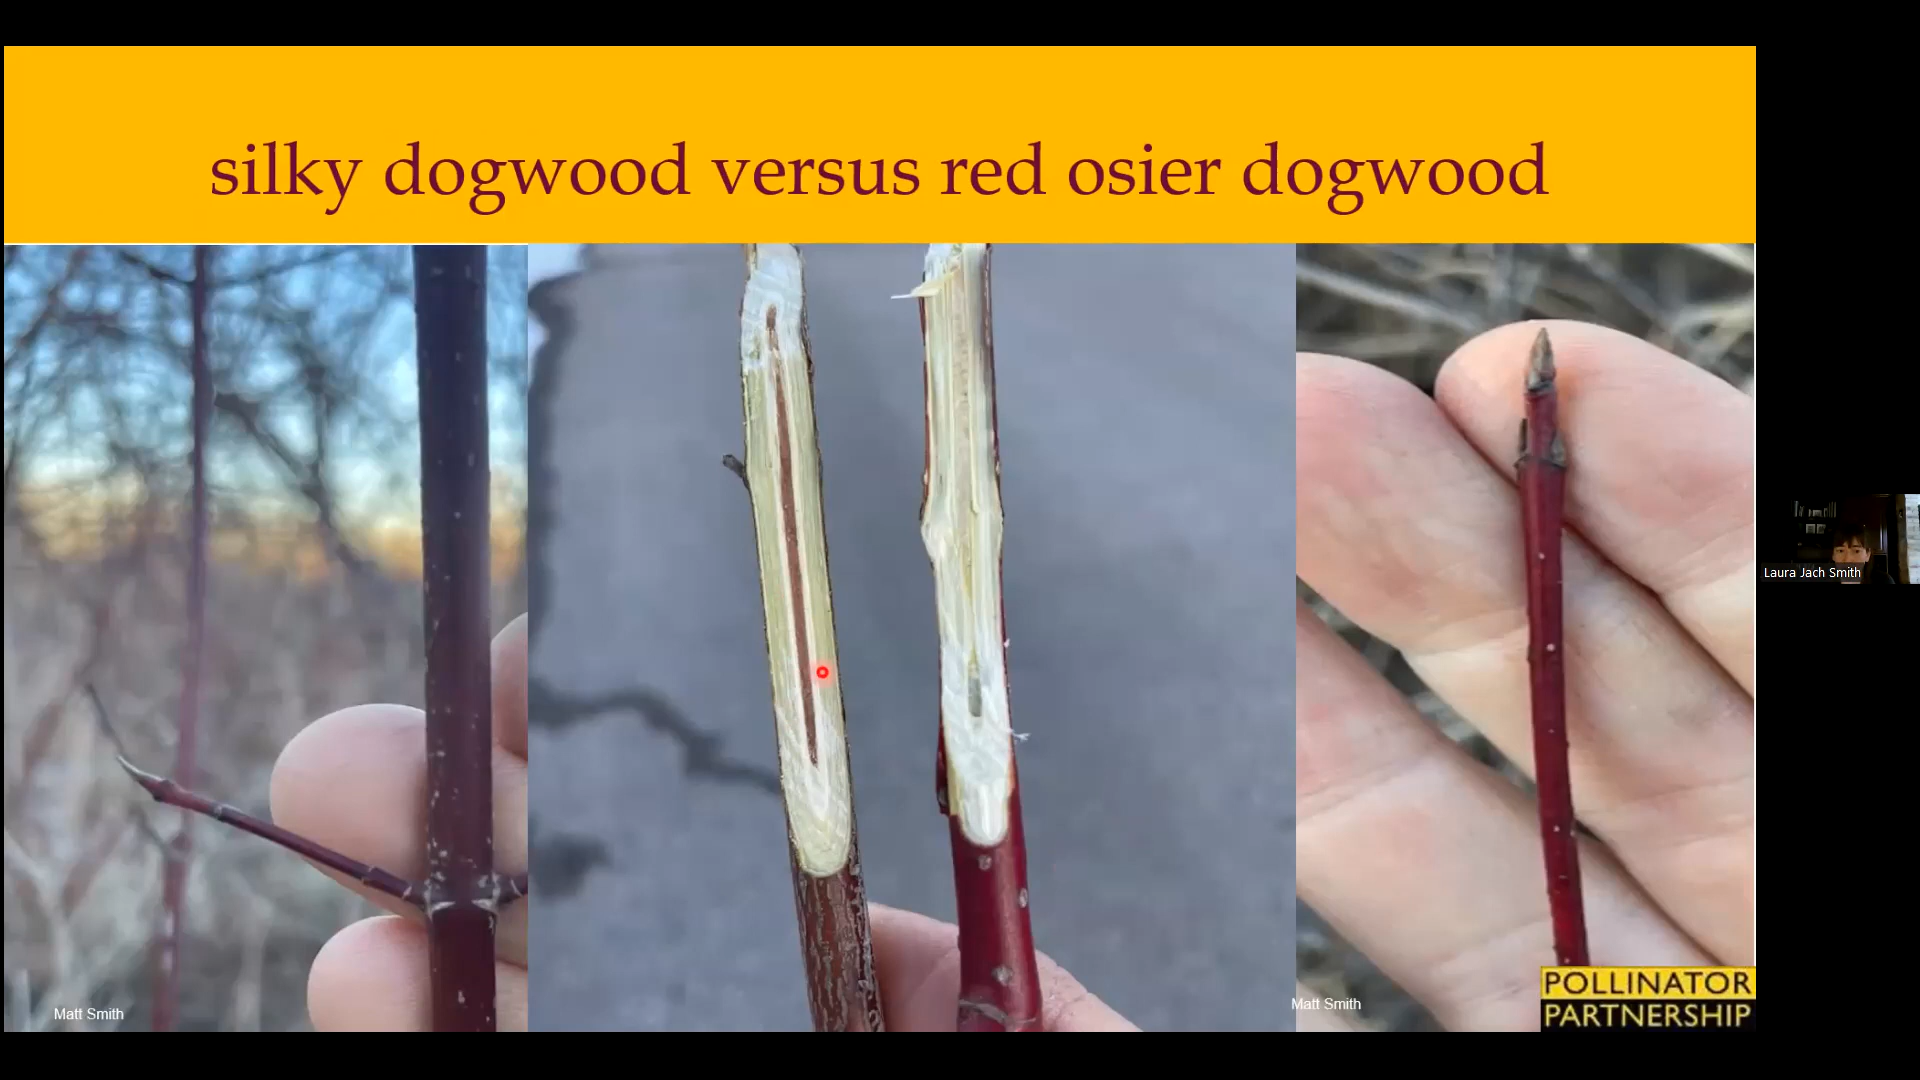 silky dogwood versus red osier dogwood
Laura Jach Smith
Matt Smith
Matt Smith
POLLINATOR
PARTNERSHIP